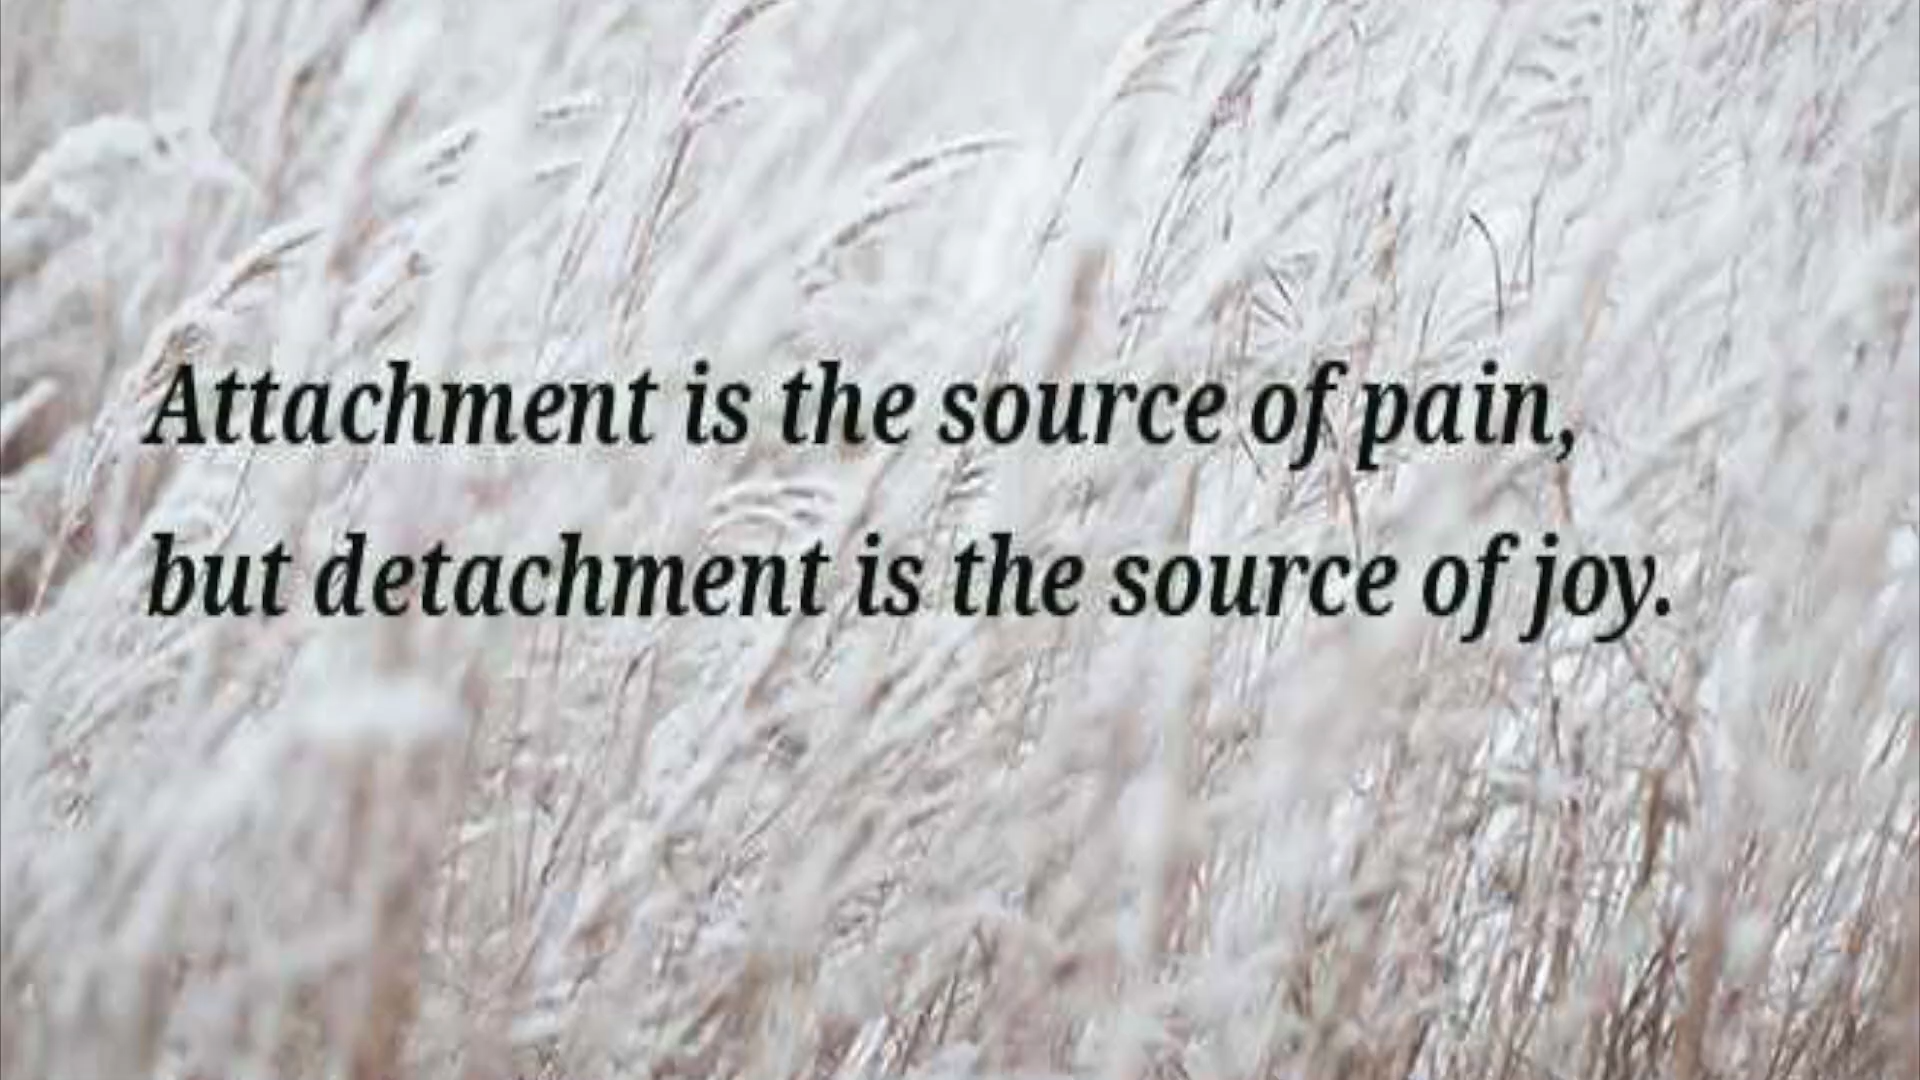 Attachment is the source of pain,
but detachment is the source of joy.